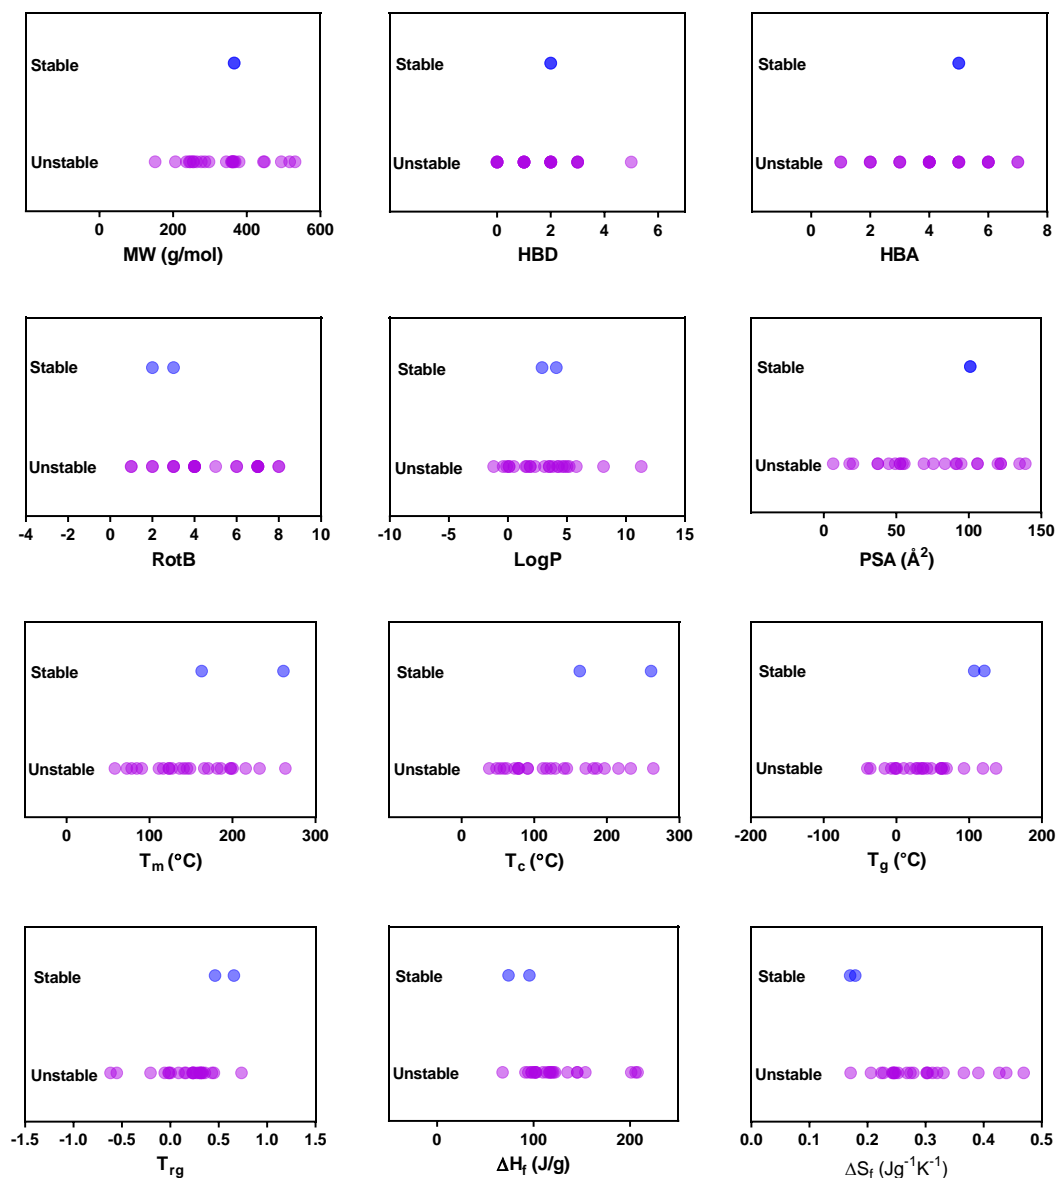 Stable
Unstable
0 200 400 600
MW (g/mol)
Stable
Unstable
0 2 4 6
HBD
Stable
Unstable
0 2 4 6 8
HBA
Stable
Unstable
-4 -2 0 2 4 6 8 10
RotB
Stable
Unstable
-10 -5 0 5 10 15
LogP
Stable
Unstable
0 50 100 150
PSA (Å²)
Stable
Unstable
0 100 200 300
Tm (°C)
Stable
Unstable
0 100 200 300
Tc (°C)
Stable
Unstable
-200 -100 0 100 200
Tg (°C)
Stable
Unstable
-1.5 -1.0 -0.5 0.0 0.5 1.0 1.5
Trg
Stable
Unstable
0 100 200
ΔHf (J/g)
Stable
Unstable
0.0 0.1 0.2 0.3 0.4 0.5
ΔSf (Jg⁻¹K⁻¹)